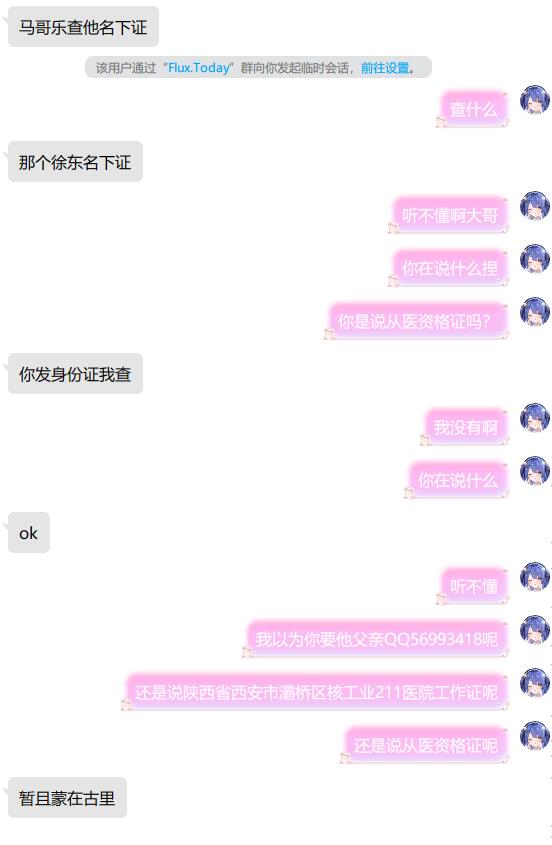 马哥乐查他名下证
该用户通过“Flux.Today”群向你发起临时会话，前往设置。
查什么
那个徐东名下证
听不懂啊大哥
你在说什么捏
你是说从医资格证吗？
你发身份证我查
我没有啊
你在说什么
ok
听不懂
我以为你要他父亲QQ56993418呢
还是说陕西省西安市灞桥区核工业211医院工作证呢
还是说从医资格证呢
暂且蒙在古里